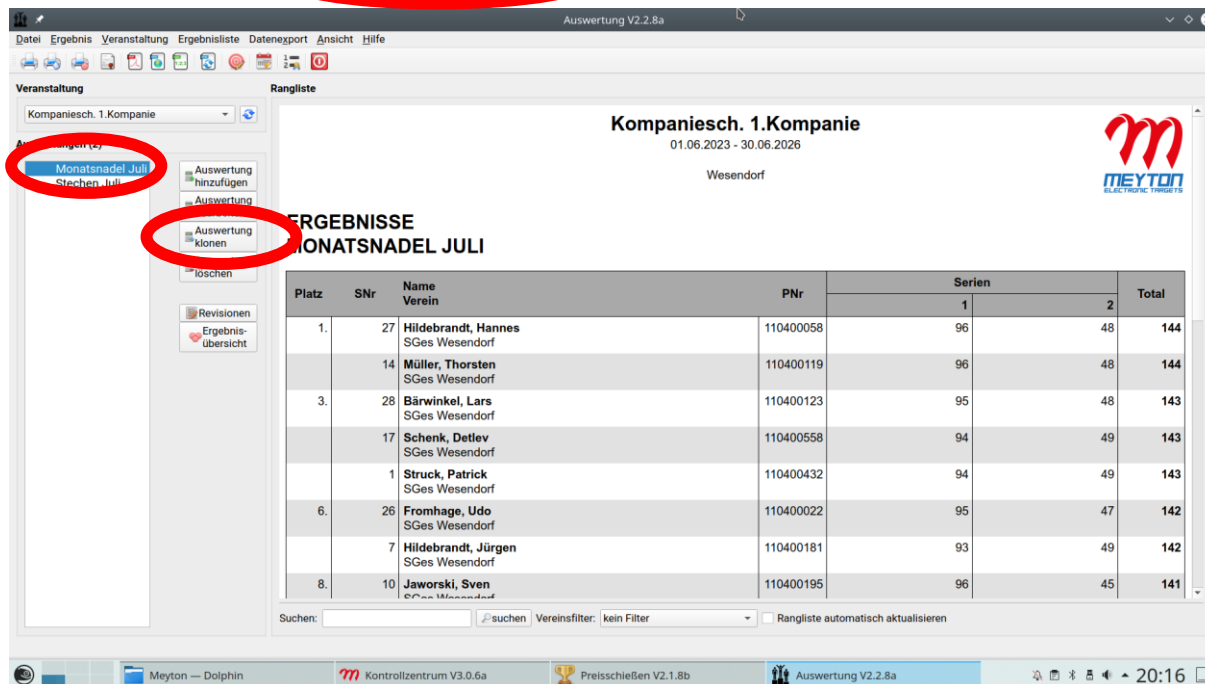 Auswertung V2.2.8a
Datei Ergebnis Veranstaltung Ergebnisliste Datenexport Ansicht Hilfe
Veranstaltung
Rangliste
Kompaniesch. 1.Kompanie
(2)
Monatsnadel Juli
Stechen Juli
Auswertung
hinzufügen
Auswertung
Auswertung
klonen
löschen
Revisionen
Ergebnis-
übersicht
Kompaniesch. 1.Kompanie
01.06.2023 - 30.06.2026
Wesendorf
MEYTON
ELECTRONIC TARGETS
ERGEBNISSE
MONATSNADEL JULI
Platz SNr Name Verein PNr Serien 1 2 Total
1. 27 Hildebrandt, Hannes 110400058 96 48 144
SGes Wesendorf
14 Müller, Thorsten 110400119 96 48 144
SGes Wesendorf
3. 28 Bärwinkel, Lars 110400123 95 48 143
SGes Wesendorf
17 Schenk, Detlev 110400558 94 49 143
SGes Wesendorf
1 Struck, Patrick 110400432 94 49 143
SGes Wesendorf
6. 26 Fromhage, Udo 110400022 95 47 142
SGes Wesendorf
7 Hildebrandt, Jürgen 110400181 93 49 142
SGes Wesendorf
8. 10 Jaworski, Sven 110400195 96 45 141
SGes Wesendorf
Suchen: suchen Vereinsfilter: kein Filter Rangliste automatisch aktualisieren
Meyton — Dolphin Kontrollzentrum V3.0.6a Preisschießen V2.1.8b Auswertung V2.2.8a 20:16